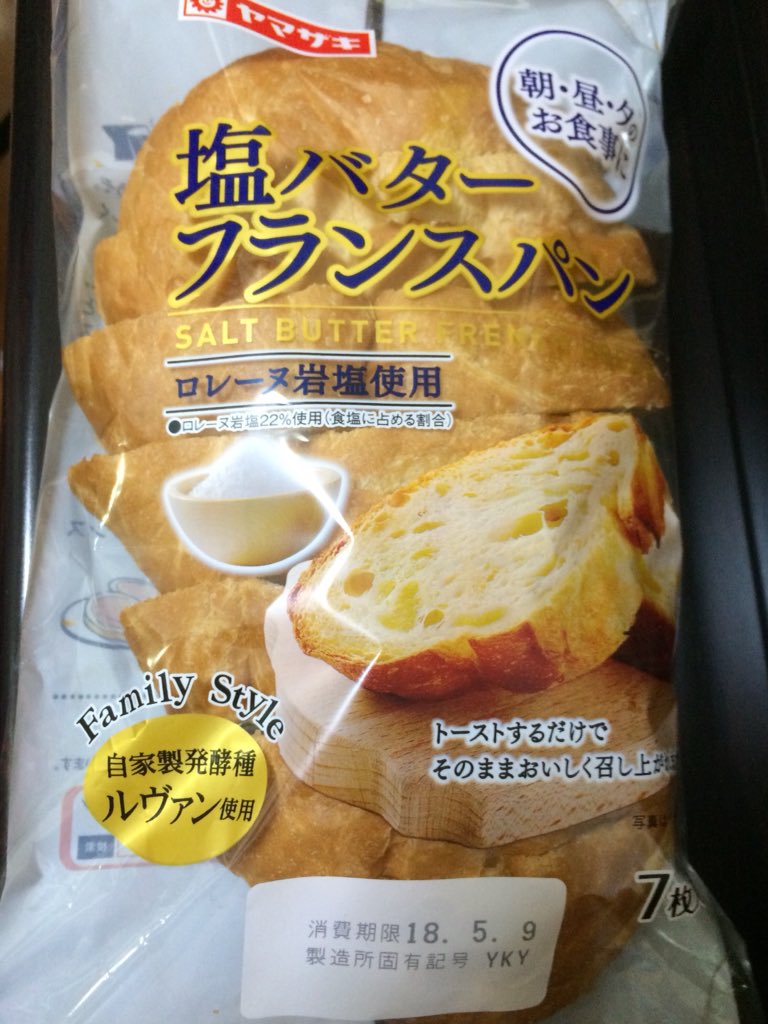 ヤマザキ
朝・昼・夕の
お食事に
塩バター
フランスパン
SALT BUTTER
ロレーヌ岩塩使用
●ロレーヌ岩塩22%使用(食塩に占める割合)
Family Style
自家製発酵種
ルヴァン使用
トーストするだけで
そのままおいしく召し上がれ
写真は
7枚
消費期限18. 5. 9
製造所固有記号 YKY